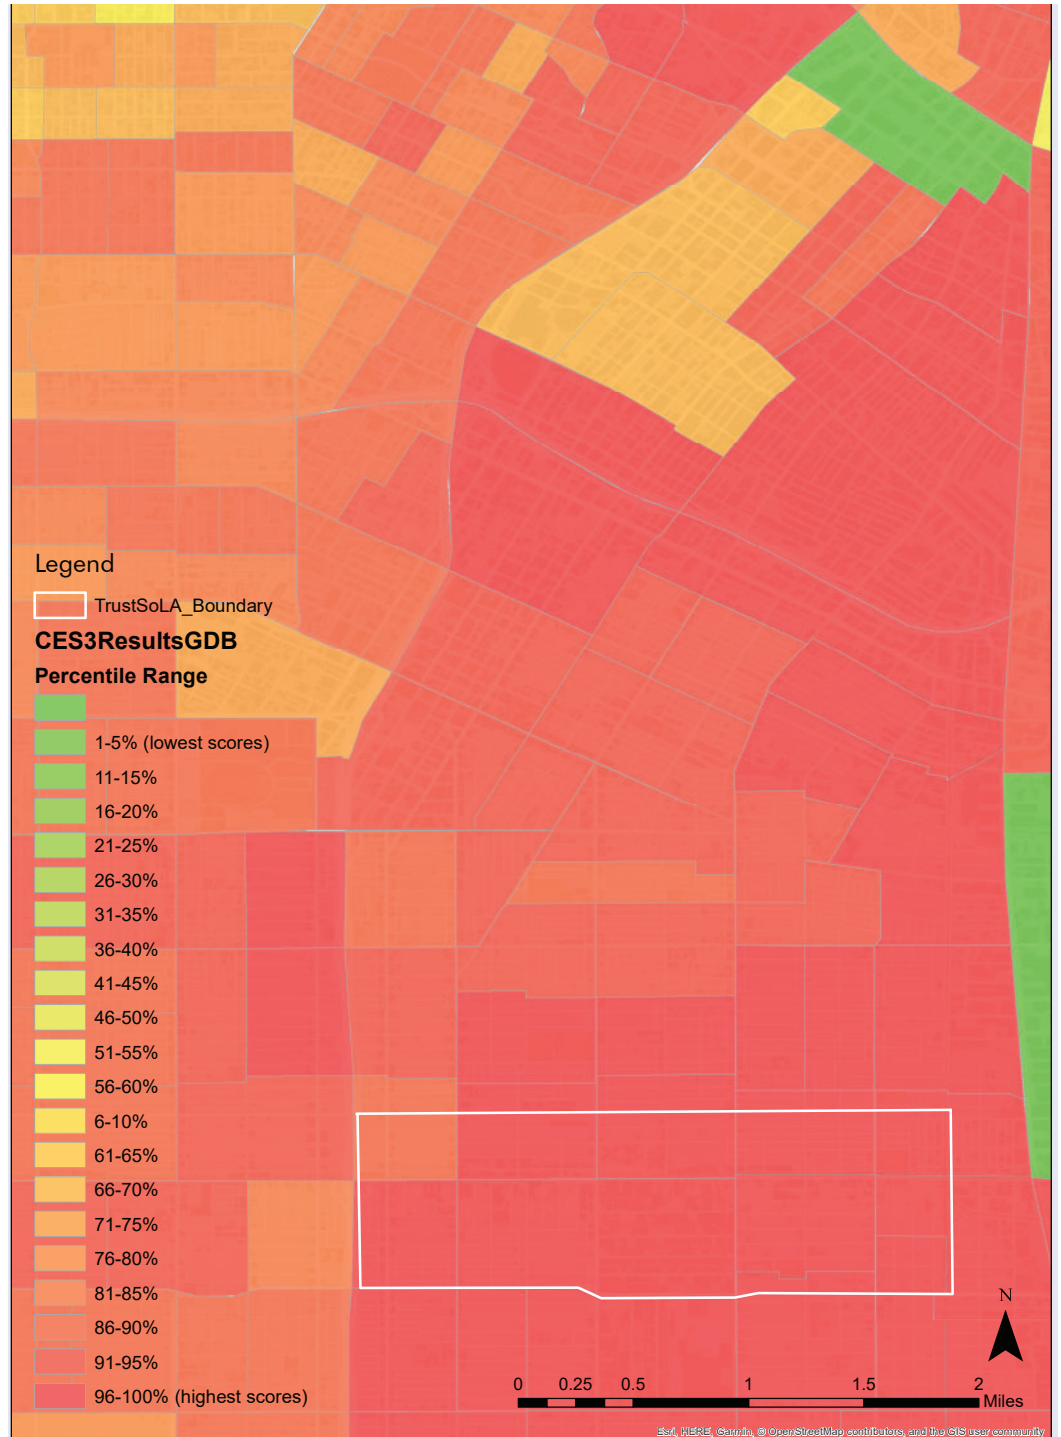 Legend
TrustSoLA_Boundary
CES3ResultsGDB
Percentile Range
1-5% (lowest scores)
11-15%
16-20%
21-25%
26-30%
31-35%
36-40%
41-45%
46-50%
51-55%
56-60%
6-10%
61-65%
66-70%
71-75%
76-80%
81-85%
86-90%
91-95%
96-100% (highest scores)
N
0 0.25 0.5 1 1.5 2
Miles
Esri, HERE, Garmin, © OpenStreetMap contributors, and the GIS user community